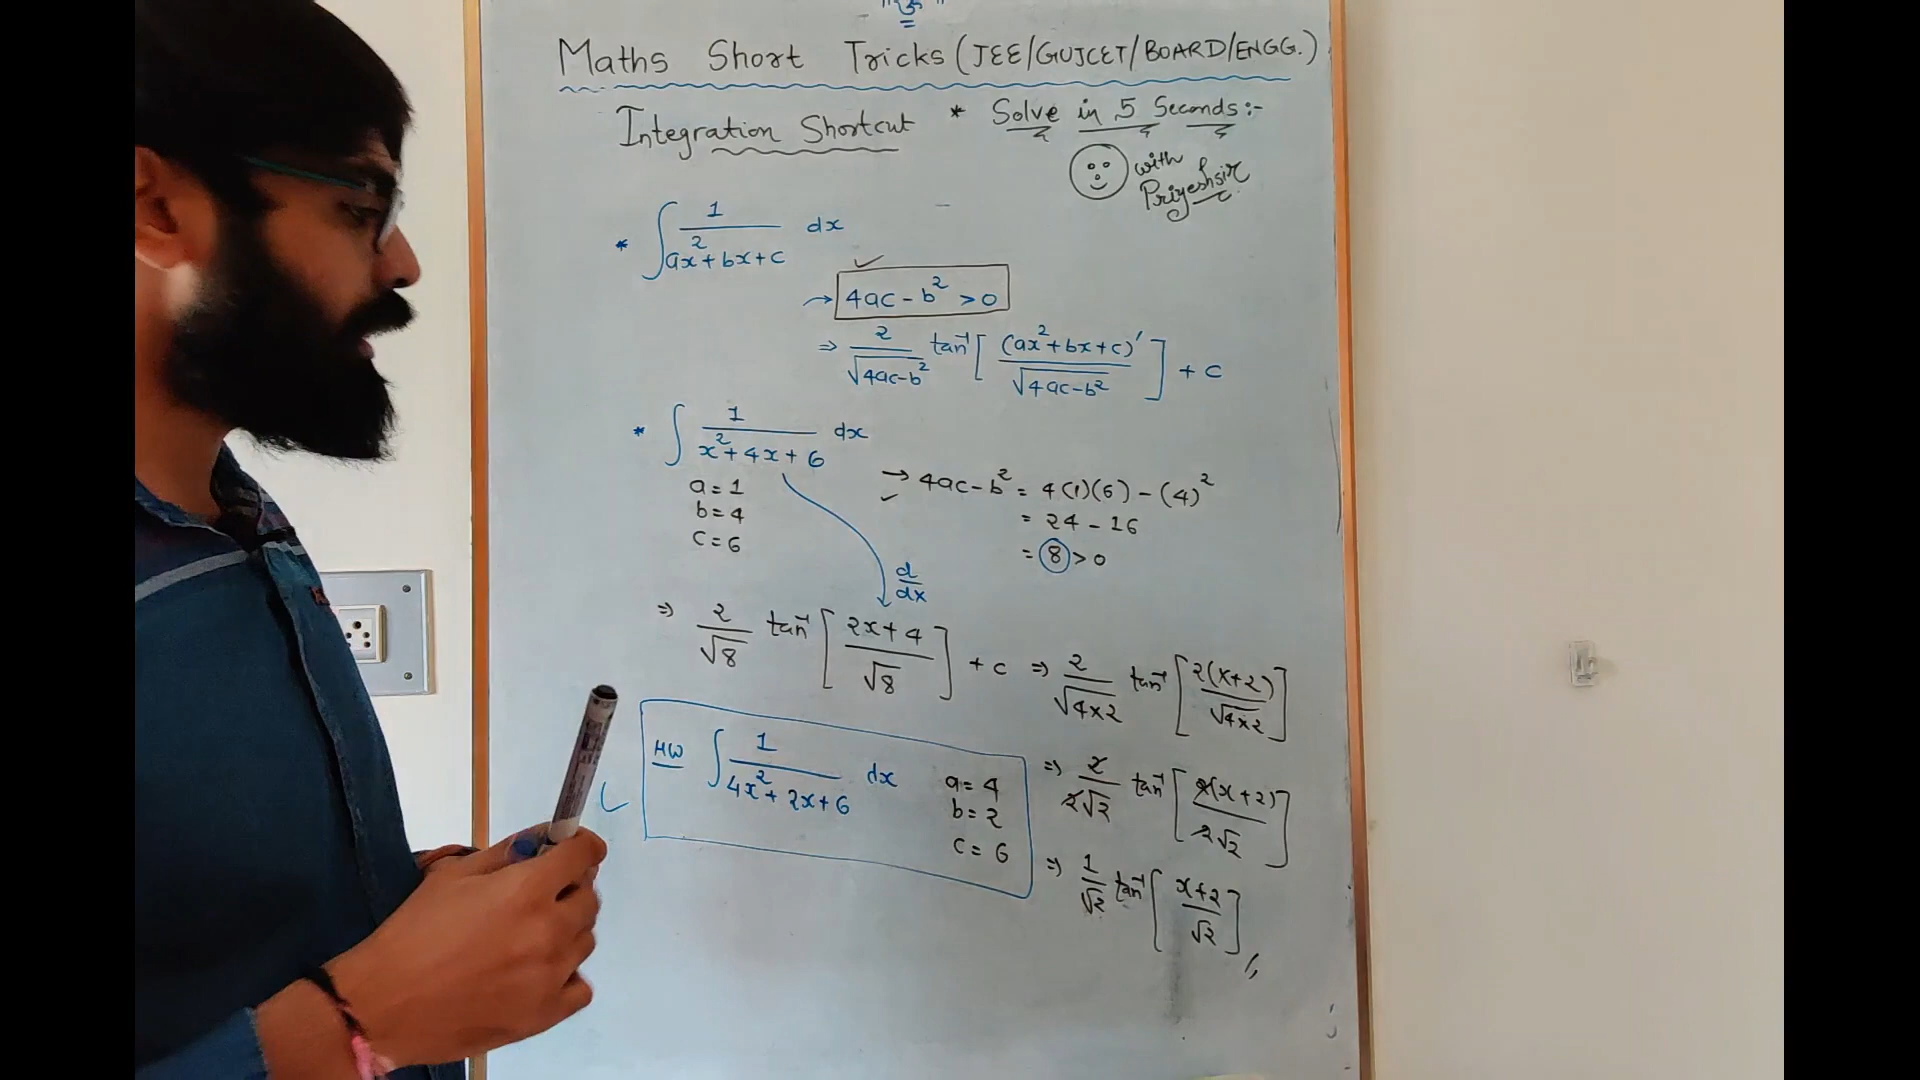 Maths Short Tricks (JEE/GUJCET/BOARD/ENGG.)
Integration Shortcut * Solve in 5 Seconds:-
with
Priyeshsir
* ∫ 1/(ax²+bx+c) dx
→ 4ac-b² > 0
⇒ 2/√(4ac-b²) tan⁻¹ [ (ax²+bx+c)'/√(4ac-b²) ] + c
* ∫ 1/(x²+4x+6) dx
a=1
b=4
c=6
→ 4ac-b² = 4(1)(6) - (4)²
= 24 - 16
= 8 > 0
d/dx
⇒ 2/√8 tan⁻¹ [ (2x+4)/√8 ] + c ⇒ 2/√(4×2) tan⁻¹ [ 2(x+2)/√(4×2) ]
⇒ 2/2√2 tan⁻¹ [ 2(x+2)/2√2 ]
⇒ 1/√2 tan⁻¹ [ (x+2)/√2 ]
HW ∫ 1/(4x²+2x+6) dx
a=4
b=2
c=6